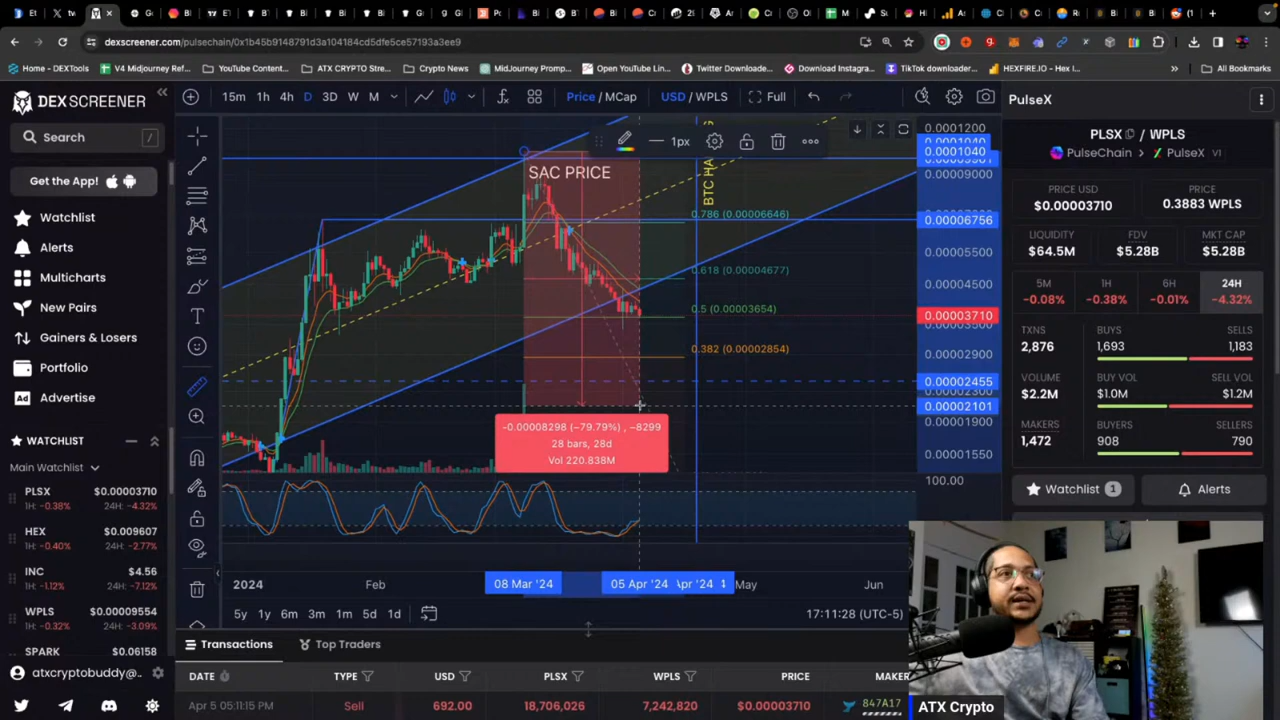 Et
tw
dexscreener.com/pulsechain/0x1b45b9148791d3a104184cd5dfe5ce57193a3ee9
Home - DEXTools
V4 Midjourney Ref...
YouTube Content...
ATX CRYPTO Stre...
Crypto News
MidJourney Promp...
Open YouTube Lin...
Twitter Downloade...
Download Instagra...
TikTok downloader...
HEXFIRE.IO - Hex I...
All Bookmarks
DEX SCREENER
Search /
Get the App!
Watchlist
Alerts
Multicharts
New Pairs
Gainers & Losers
Portfolio
Ad Advertise
WATCHLIST
Main Watchlist
PLSX $0.00003710
1H: -0.38% 24H: -4.32%
HEX $0.009607
1H: -0.40% 24H: -2.77%
INC $4.56
1H: -1.12% 24H: -7.12%
WPLS $0.00009554
1H: -0.32% 24H: -3.09%
SPARK $0.06158
atxcryptobuddy@...
15m 1h 4h D 3D W M
Price / MCap
USD / WPLS
Full
1px
SAC PRICE
BTC HA
0.786 (0.00006646)
0.618 (0.00004677)
0.5 (0.00003654)
0.382 (0.00002854)
-0.00008298 (-79.79%) , -8299
28 bars, 28d
Vol 220.838M
0.0001200
0.0001040
0.00009000
0.00006756
0.00005500
0.00004500
0.00003710
0.00002900
0.00002455
0.00002101
0.00001900
0.00001550
100.00
2024 Feb 08 Mar '24 05 Apr '24 May Jun
5y 1y 6m 3m 1m 5d 1d
17:11:28 (UTC-5)
Transactions
Top Traders
DATE TYPE USD PLSX WPLS PRICE MAKER
Apr 5 05:11:15 PM Sell 692.00 18,706,026 7,242,820 $0.00003710 847A17
PulseX
PLSX / WPLS
PulseChain > PulseX V1
PRICE USD
$0.00003710
PRICE
0.3883 WPLS
LIQUIDITY
$64.5M
FDV
$5.28B
MKT CAP
$5.28B
5M
-0.08%
1H
-0.38%
6H
-0.01%
24H
-4.32%
TXNS
2,876
BUYS
1,693
SELLS
1,183
VOLUME
$2.2M
BUY VOL
$1.0M
SELL VOL
$1.2M
MAKERS
1,472
BUYERS
908
SELLERS
790
Watchlist 1
Alerts
ATX Crypto